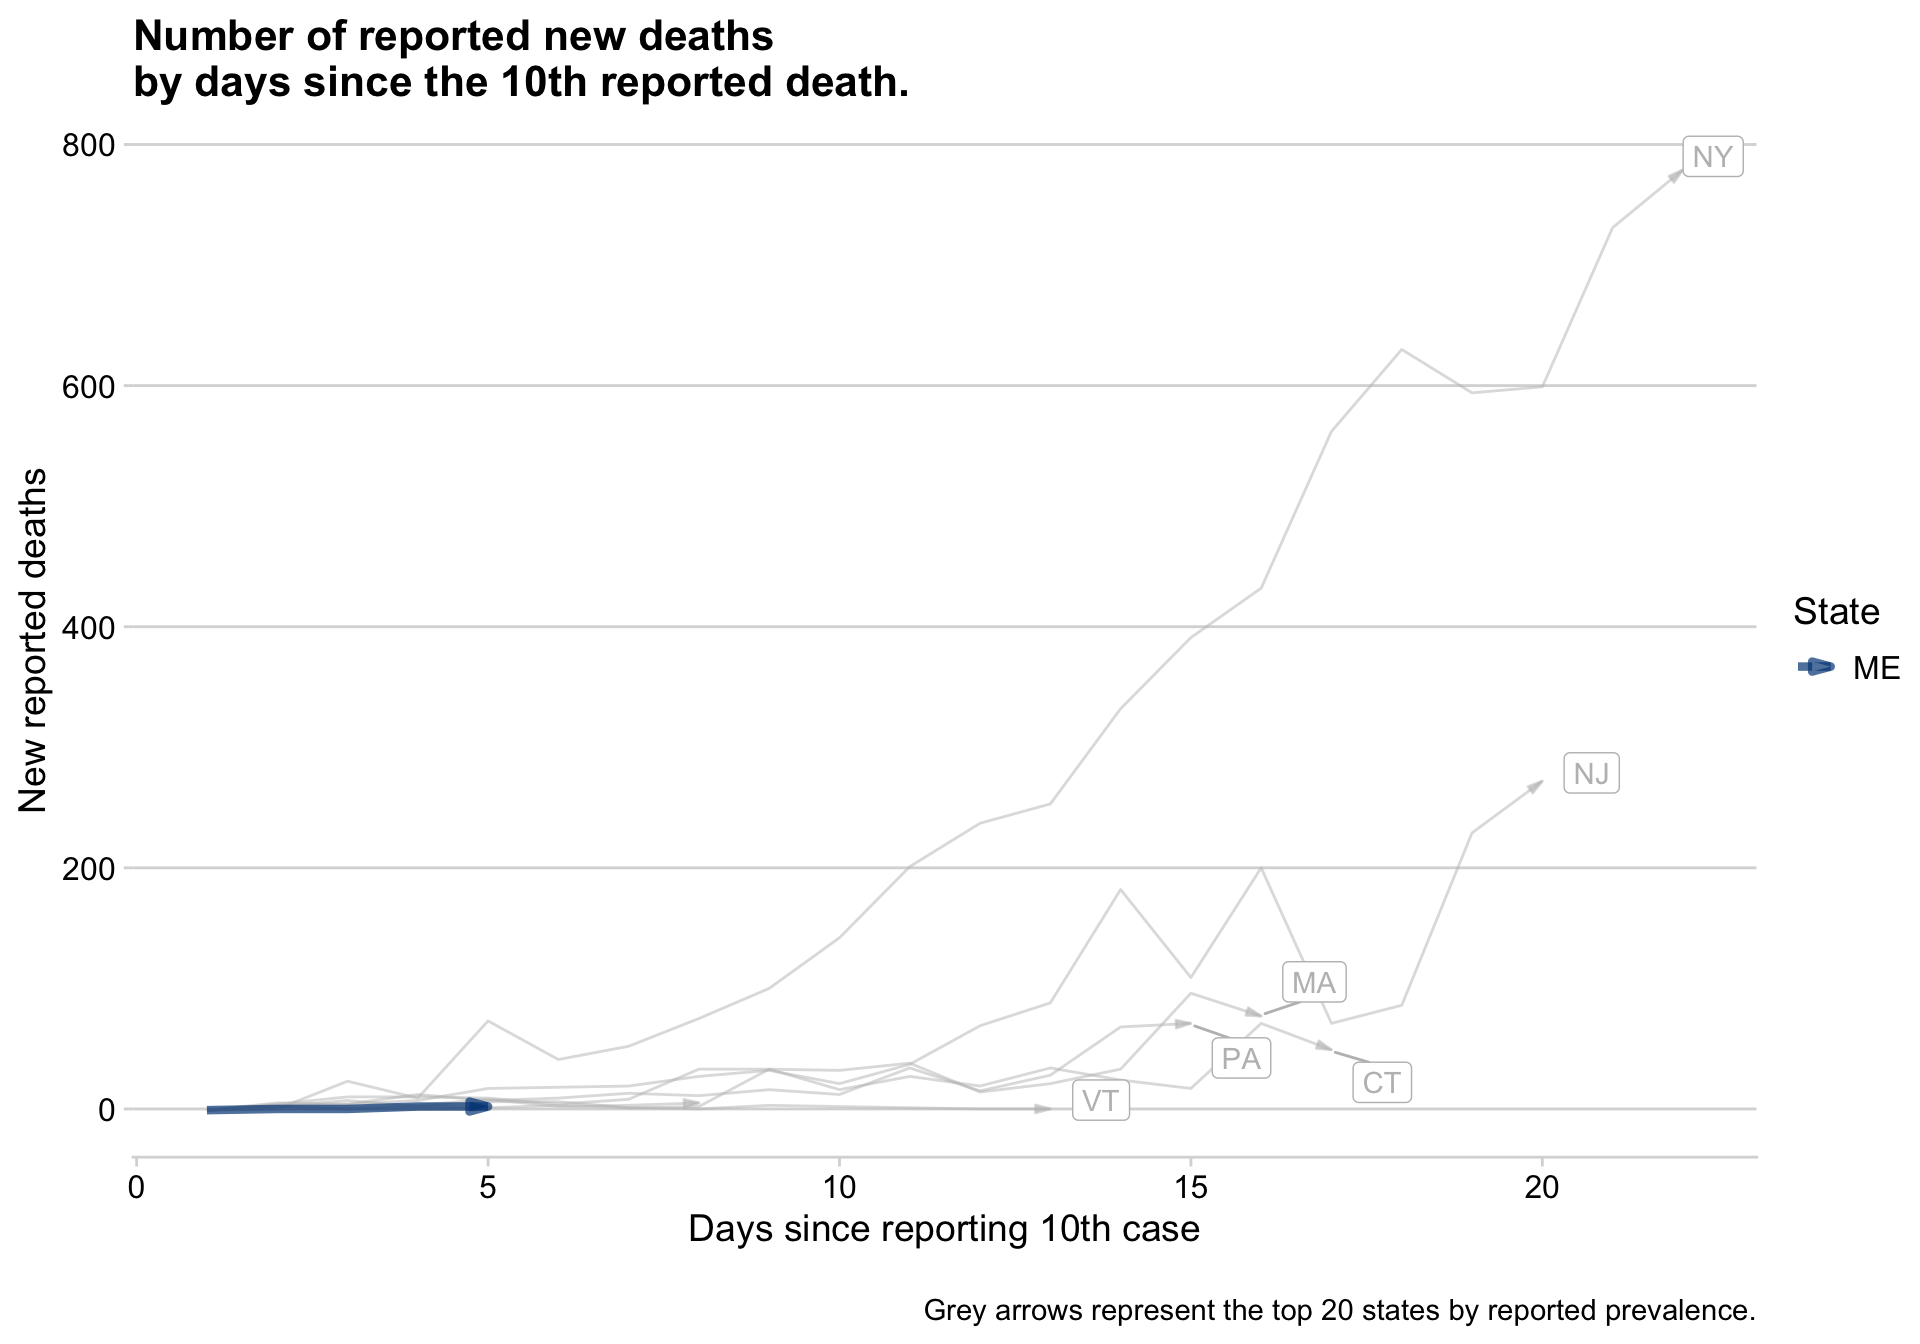 Number of reported new deaths
by days since the 10th reported death.
800
600
400
200
0
New reported deaths
NY
NJ
MA
PA
CT
VT
0 5 10 15 20
Days since reporting 10th case
State
ME
Grey arrows represent the top 20 states by reported prevalence.